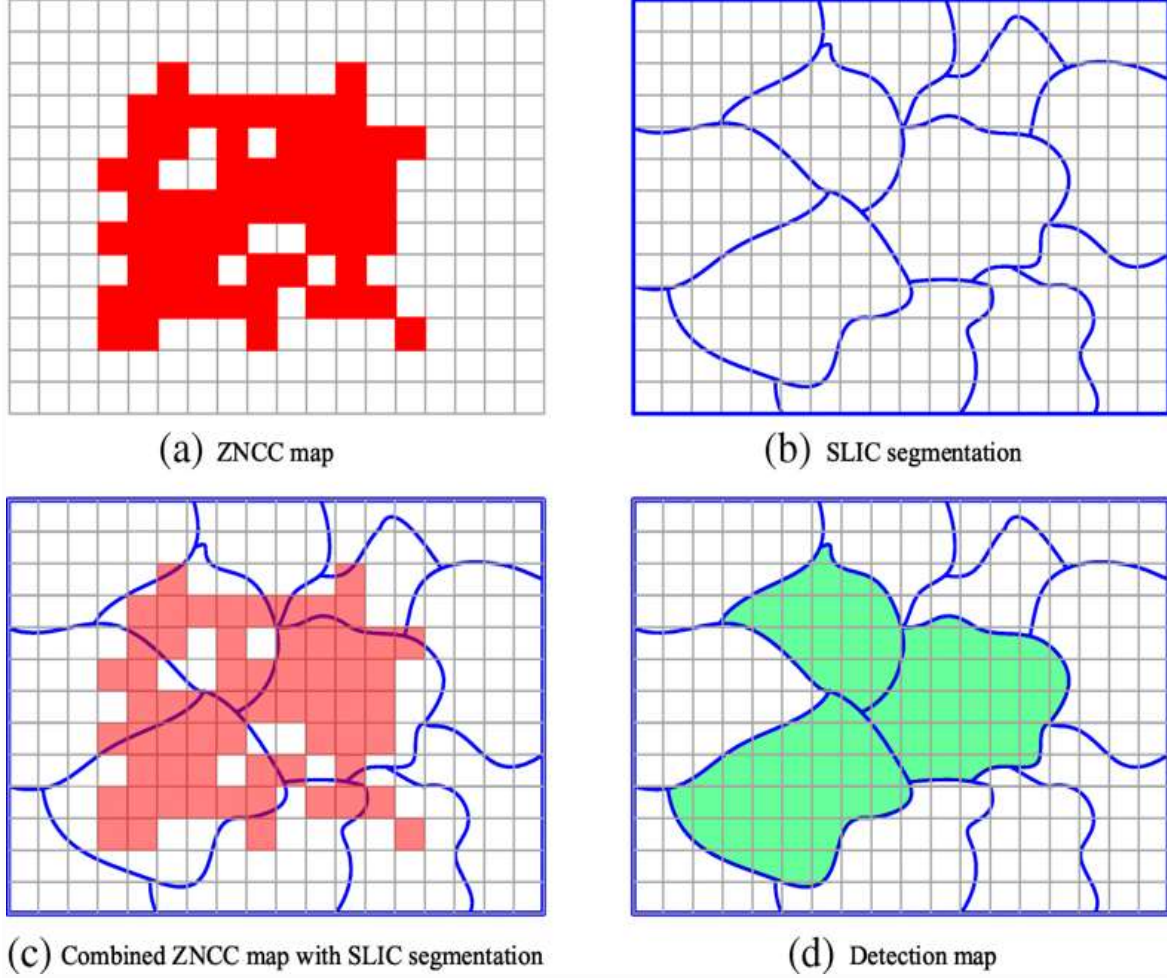 (a) ZNCC map
(b) SLIC segmentation
(c) Combined ZNCC map with SLIC segmentation
(d) Detection map